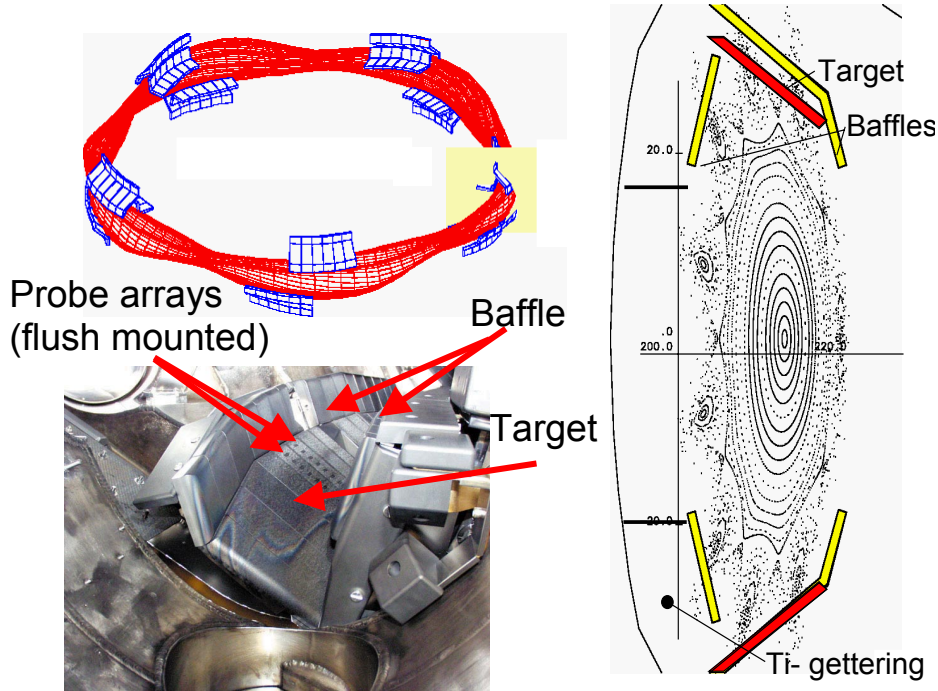 Probe arrays
(flush mounted)
Baffle
Target
Target
Baffles
20.0
.0
200.0
220.0
20.0
Ti- gettering